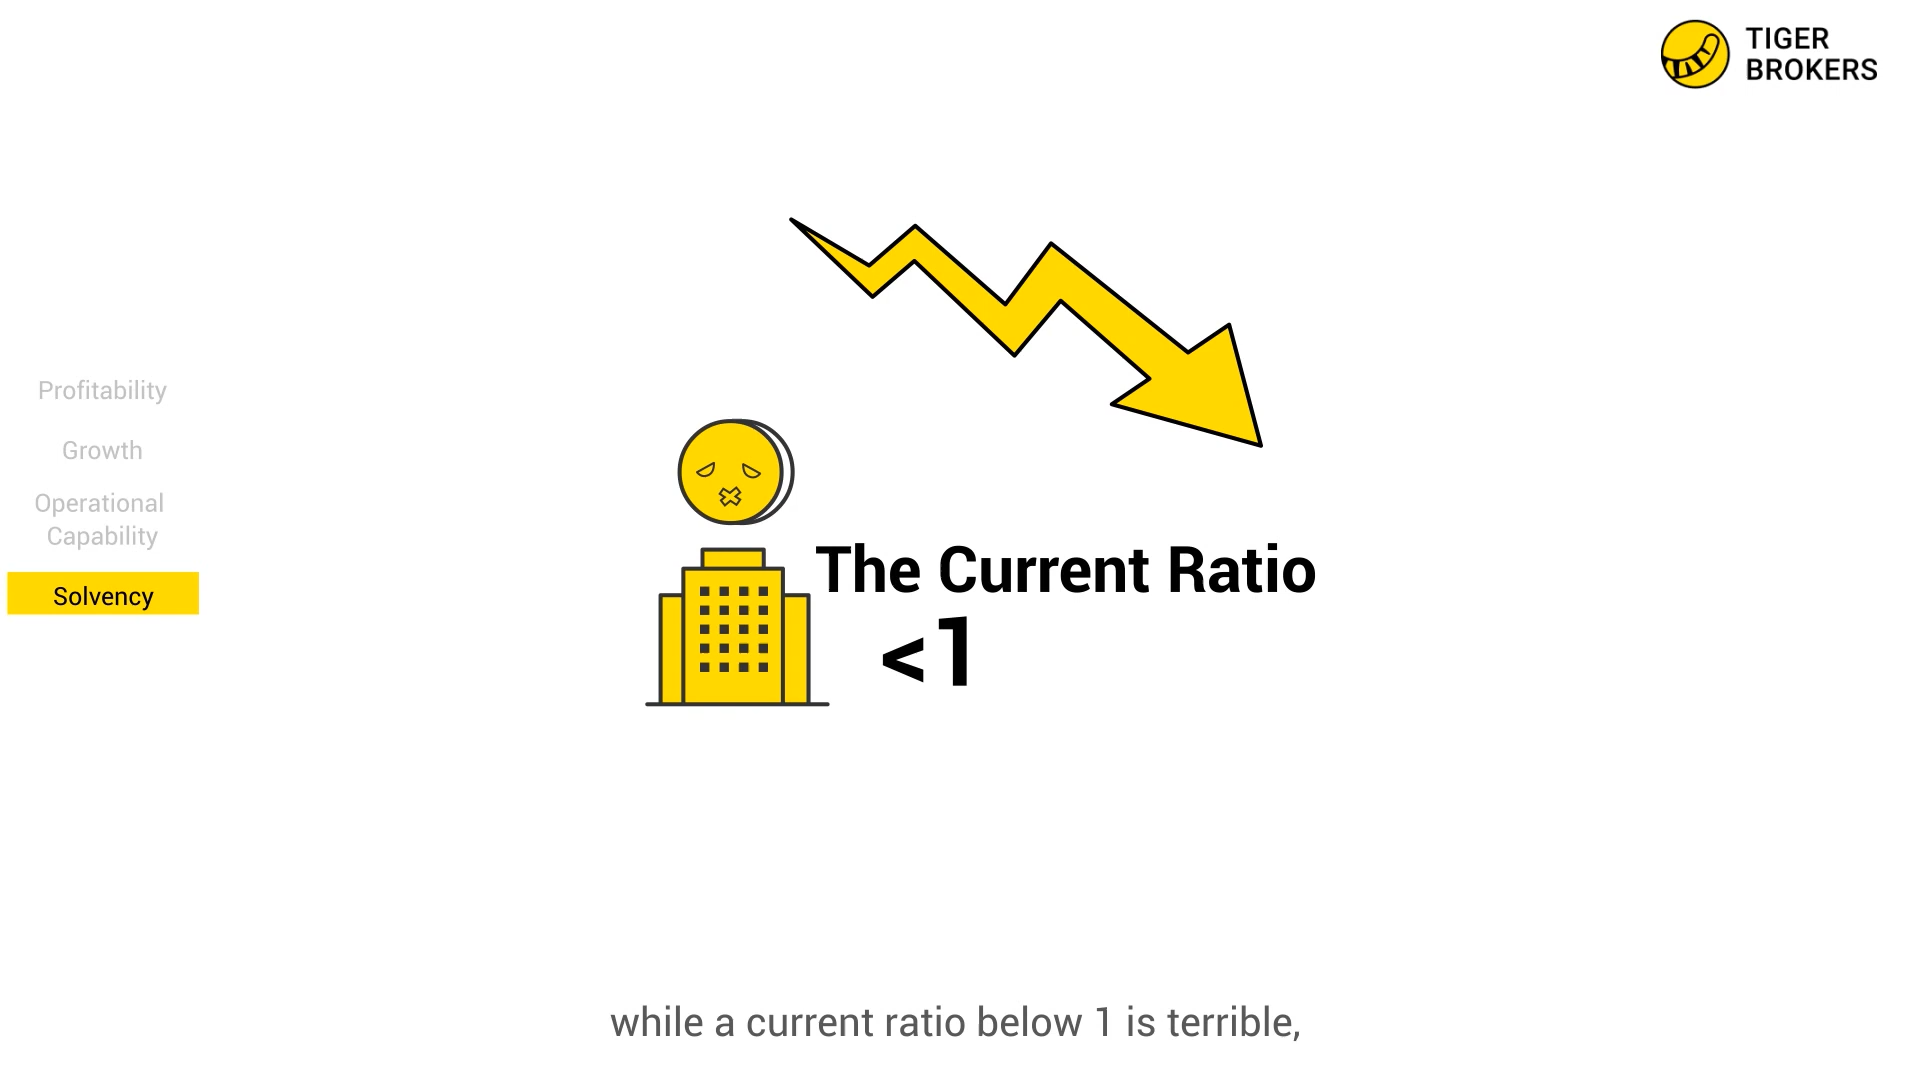 TIGER
BROKERS
Profitability
Growth
Operational
Capability
Solvency
The Current Ratio
<1
while a current ratio below 1 is terrible,